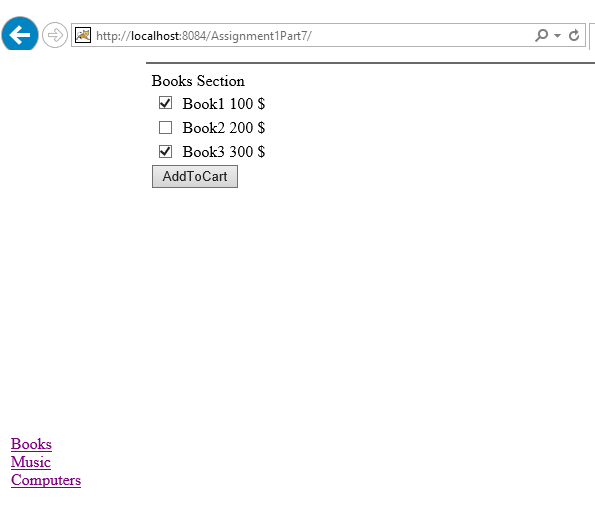 http://localhost:8084/Assignment1Part7/
Books Section
Book1 100 $
Book2 200 $
Book3 300 $
AddToCart
Books
Music
Computers